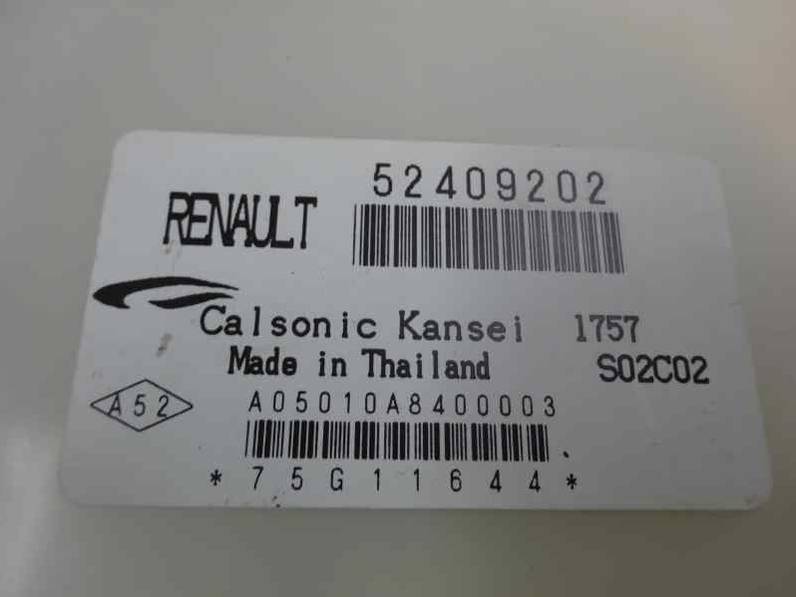 52409202
RENAULT
Calsonic Kansei 1757
Made in Thailand S02C02
A52 A05010A8400003
*75G11644*